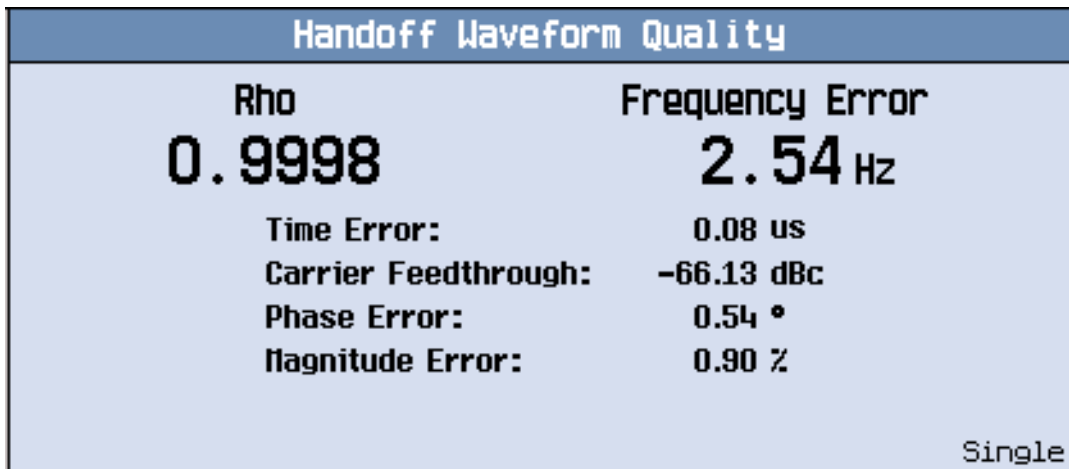 Handoff Waveform Quality
Rho Frequency Error
0.9998 2.54 Hz
Time Error: 0.08 us
Carrier Feedthrough: -66.13 dBc
Phase Error: 0.54 °
Magnitude Error: 0.90 %
Single